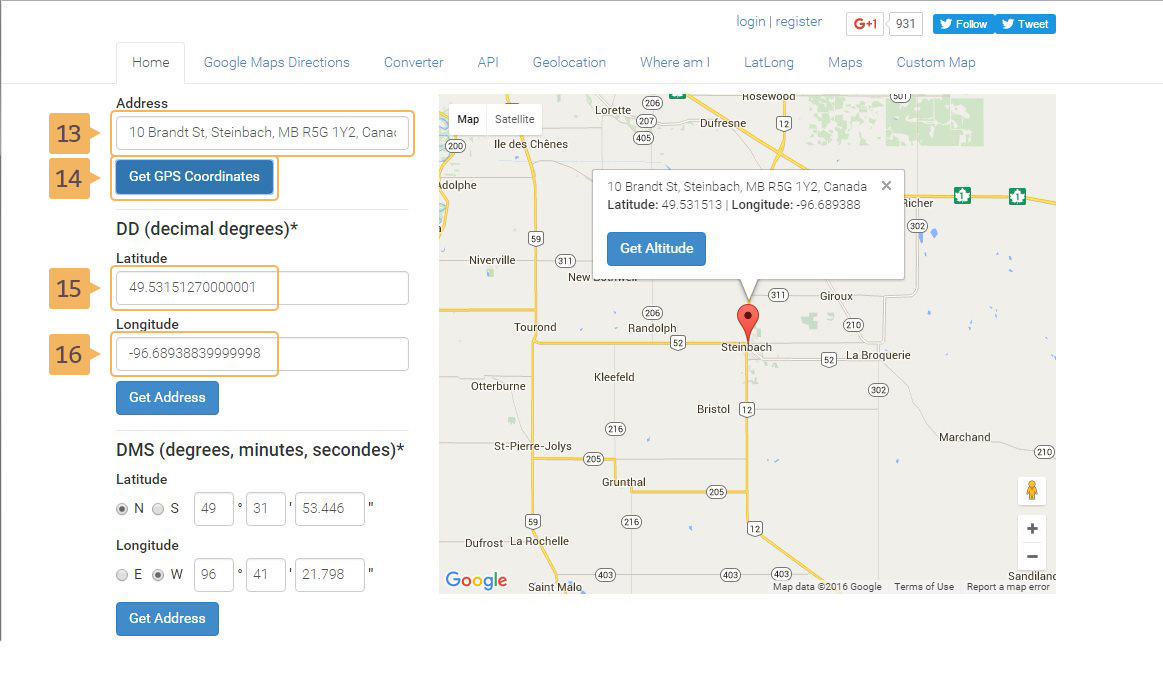 login | register
G+1 931
Follow Tweet
Home Google Maps Directions Converter API Geolocation Where am I LatLong Maps Custom Map
Address
13
10 Brandt St, Steinbach, MB R5G 1Y2, Canac
14
Get GPS Coordinates
DD (decimal degrees)*
Latitude
15
49.53151270000001
Longitude
16
-96.68938839999998
Get Address
DMS (degrees, minutes, secondes)*
Latitude
N S 49 ° 31 ' 53.446 "
Longitude
E W 96 ° 41 ' 21.798 "
Get Address
Map Satellite
10 Brandt St, Steinbach, MB R5G 1Y2, Canada
Latitude: 49.531513 | Longitude: -96.689388
Get Altitude
Rosewood
501
Lorette
206
207
Dufresne
12
405
200
Ile des Chênes
1
1
Richer
302
59
Niverville
311
311
Giroux
206
Tourond
Randolph
210
52
Steinbach
52
La Broquerie
Kleefeld
Otterburne
302
Bristol
12
216
Marchand
St-Pierre-Jolys
205
210
Grunthal
205
59
216
12
Dufrost
La Rochelle
403
403
403
Saint Malo
Sandiland
Google
Map data ©2016 Google Terms of Use Report a map error